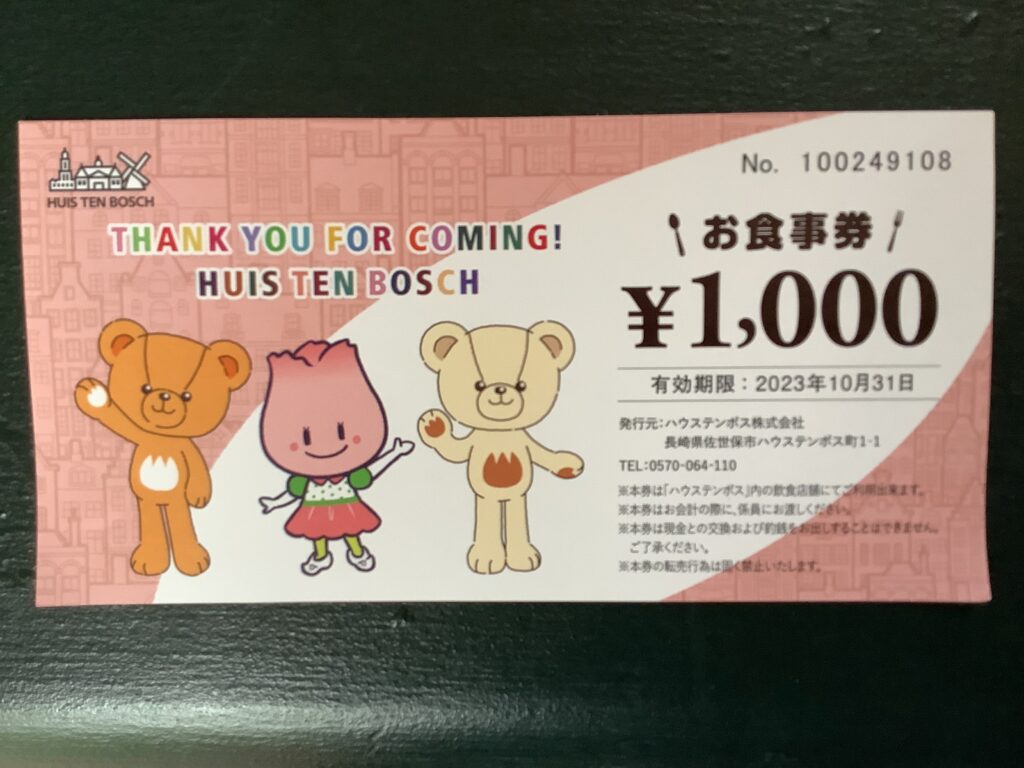 HUIS TEN BOSCH
THANK YOU FOR COMING!
HUIS TEN BOSCH
No. 100249108
お食事券
¥1,000
有効期限：2023年10月31日
発行元：ハウステンボス株式会社
長崎県佐世保市ハウステンボス町1-1
TEL：0570-064-110
※本券は「ハウステンボス」内の飲食店舗にてご利用出来ます。
※本券はお会計の際に、係員にお渡しください。
※本券は現金との交換および釣銭をお出しすることはできません。
ご了承ください。
※本券の転売行為は固く禁止いたします。